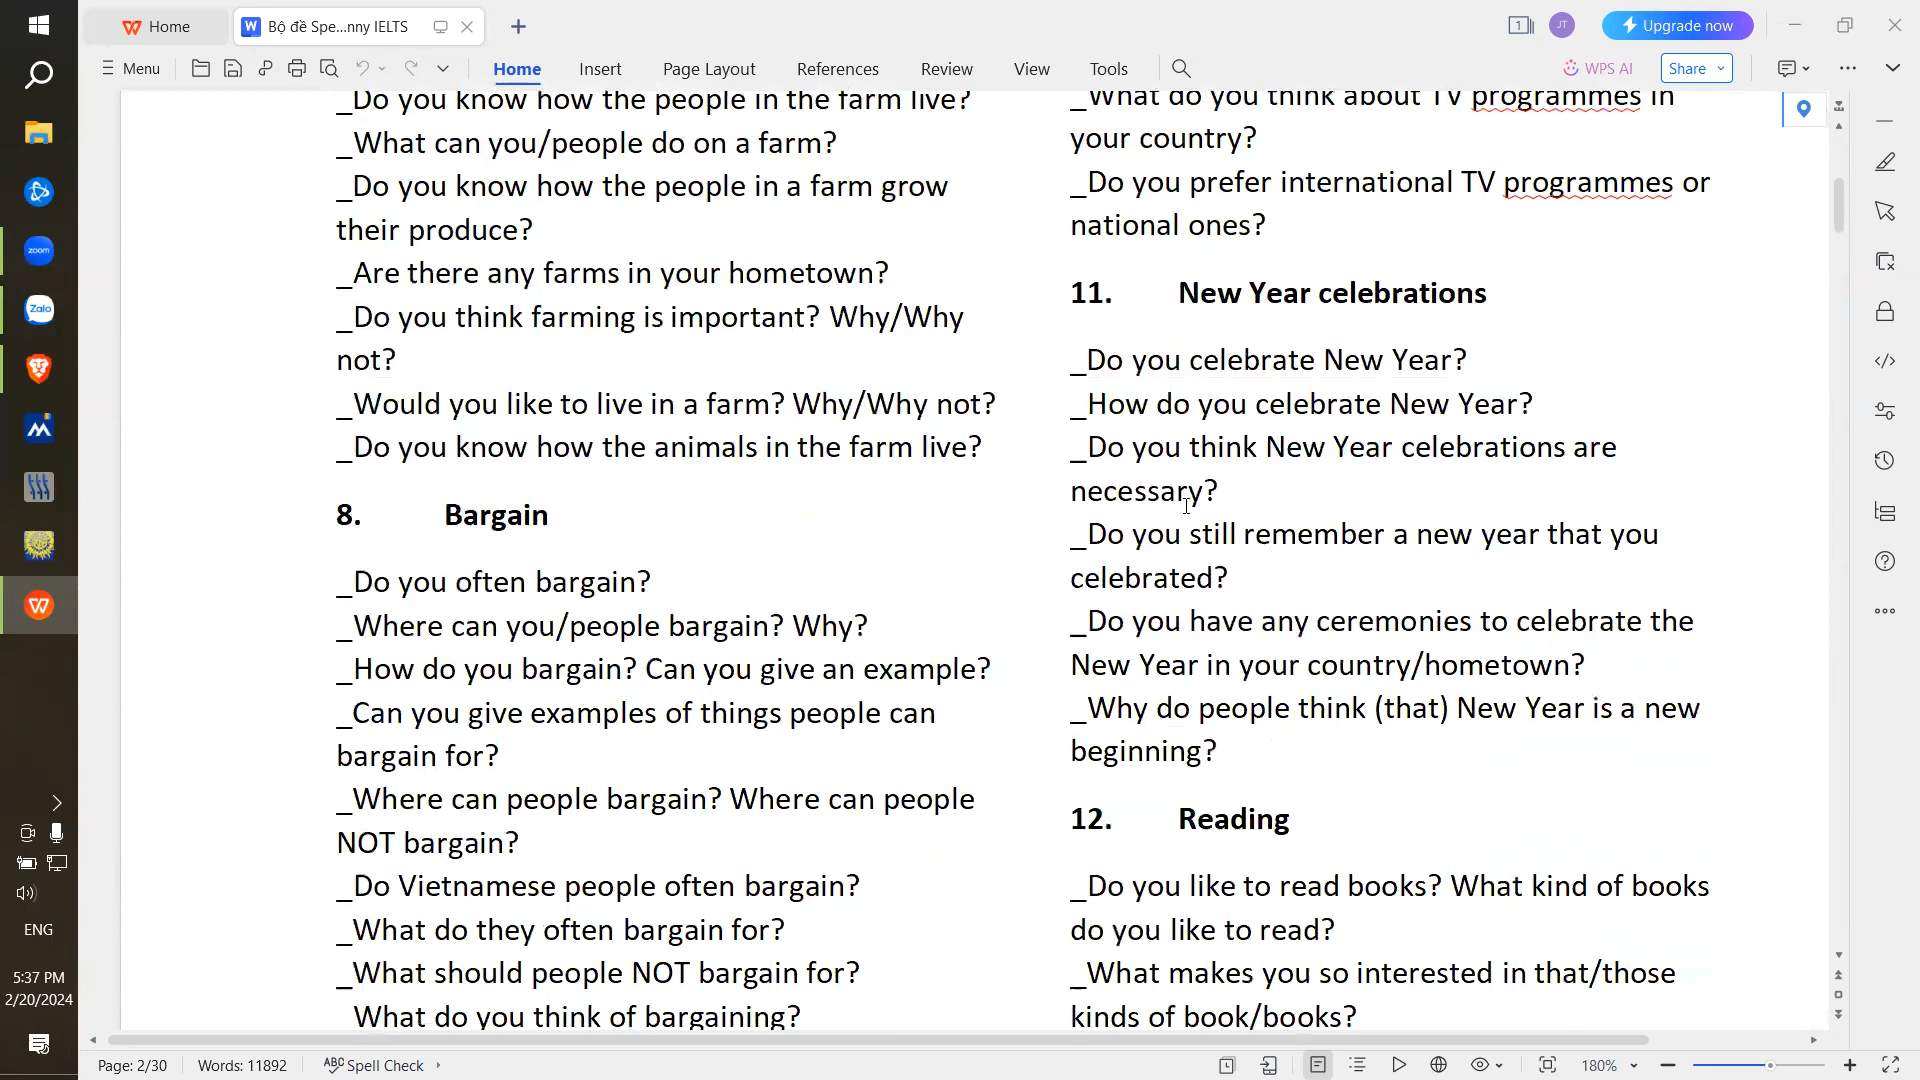 Home
Bộ đề Spe...nny IELTS
1
JT
Upgrade now
Menu
Home
Insert
Page Layout
References
Review
View
Tools
WPS AI
Share
_Do you know how the people in the farm live?
_What can you/people do on a farm?
_Do you know how the people in a farm grow
their produce?
_Are there any farms in your hometown?
_Do you think farming is important? Why/Why
not?
_Would you like to live in a farm? Why/Why not?
_Do you know how the animals in the farm live?
8. Bargain
_Do you often bargain?
_Where can you/people bargain? Why?
_How do you bargain? Can you give an example?
_Can you give examples of things people can
bargain for?
_Where can people bargain? Where can people
NOT bargain?
_Do Vietnamese people often bargain?
_What do they often bargain for?
_What should people NOT bargain for?
What do you think of bargaining?
_What do you think about TV programmes in
your country?
_Do you prefer international TV programmes or
national ones?
11. New Year celebrations
_Do you celebrate New Year?
_How do you celebrate New Year?
_Do you think New Year celebrations are
necessary?
_Do you still remember a new year that you
celebrated?
_Do you have any ceremonies to celebrate the
New Year in your country/hometown?
_Why do people think (that) New Year is a new
beginning?
12. Reading
_Do you like to read books? What kind of books
do you like to read?
_What makes you so interested in that/those
kinds of book/books?
zoom
Zalo
ENG
5:37 PM
2/20/2024
Page: 2/30
Words: 11892
ABC Spell Check
180%